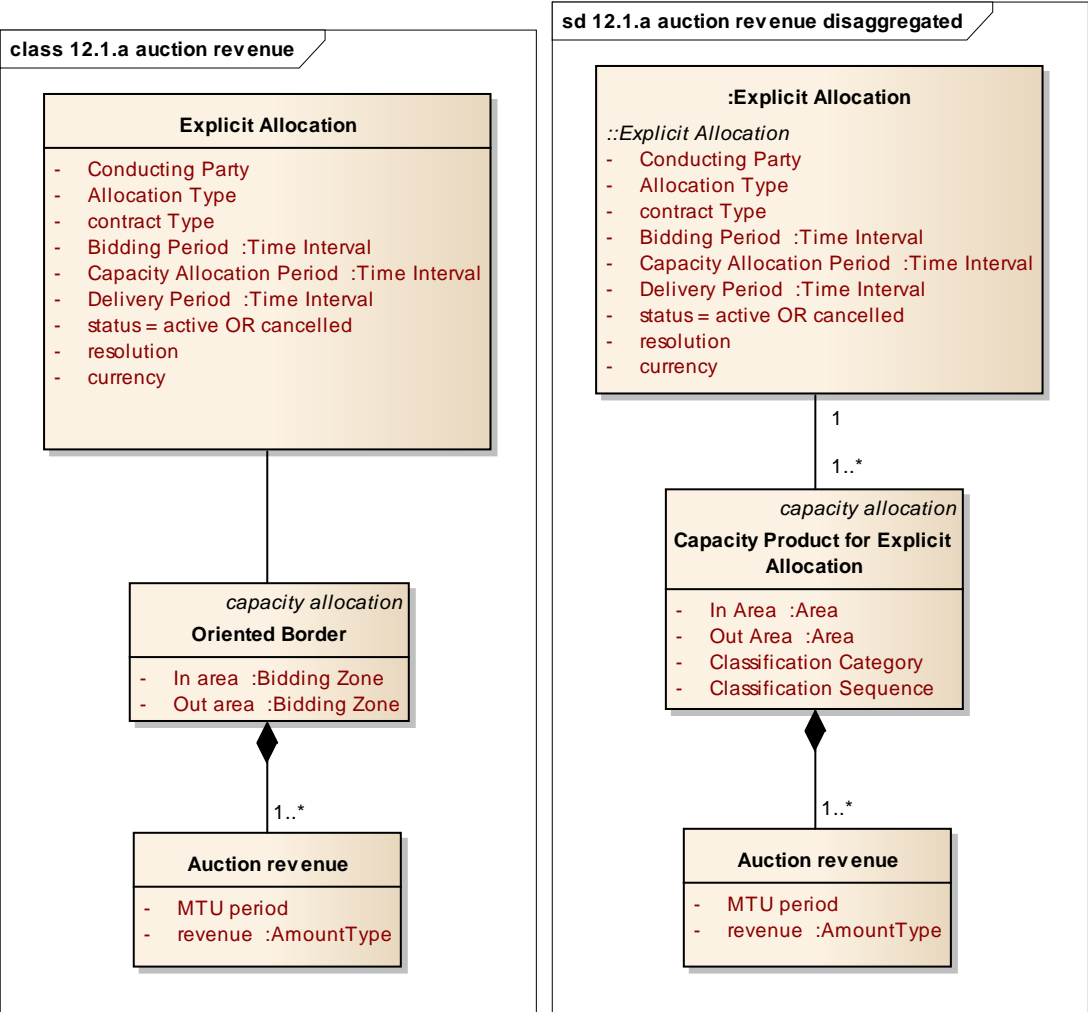 class 12.1.a auction revenue
Explicit Allocation
- Conducting Party
- Allocation Type
- contract Type
- Bidding Period :Time Interval
- Capacity Allocation Period :Time Interval
- Delivery Period :Time Interval
- status = active OR cancelled
- resolution
- currency
capacity allocation
Oriented Border
- In area :Bidding Zone
- Out area :Bidding Zone
1..*
Auction revenue
- MTU period
- revenue :AmountType
sd 12.1.a auction revenue disaggregated
:Explicit Allocation
::Explicit Allocation
- Conducting Party
- Allocation Type
- contract Type
- Bidding Period :Time Interval
- Capacity Allocation Period :Time Interval
- Delivery Period :Time Interval
- status = active OR cancelled
- resolution
- currency
1
1..*
capacity allocation
Capacity Product for Explicit
Allocation
- In Area :Area
- Out Area :Area
- Classification Category
- Classification Sequence
1..*
Auction revenue
- MTU period
- revenue :AmountType